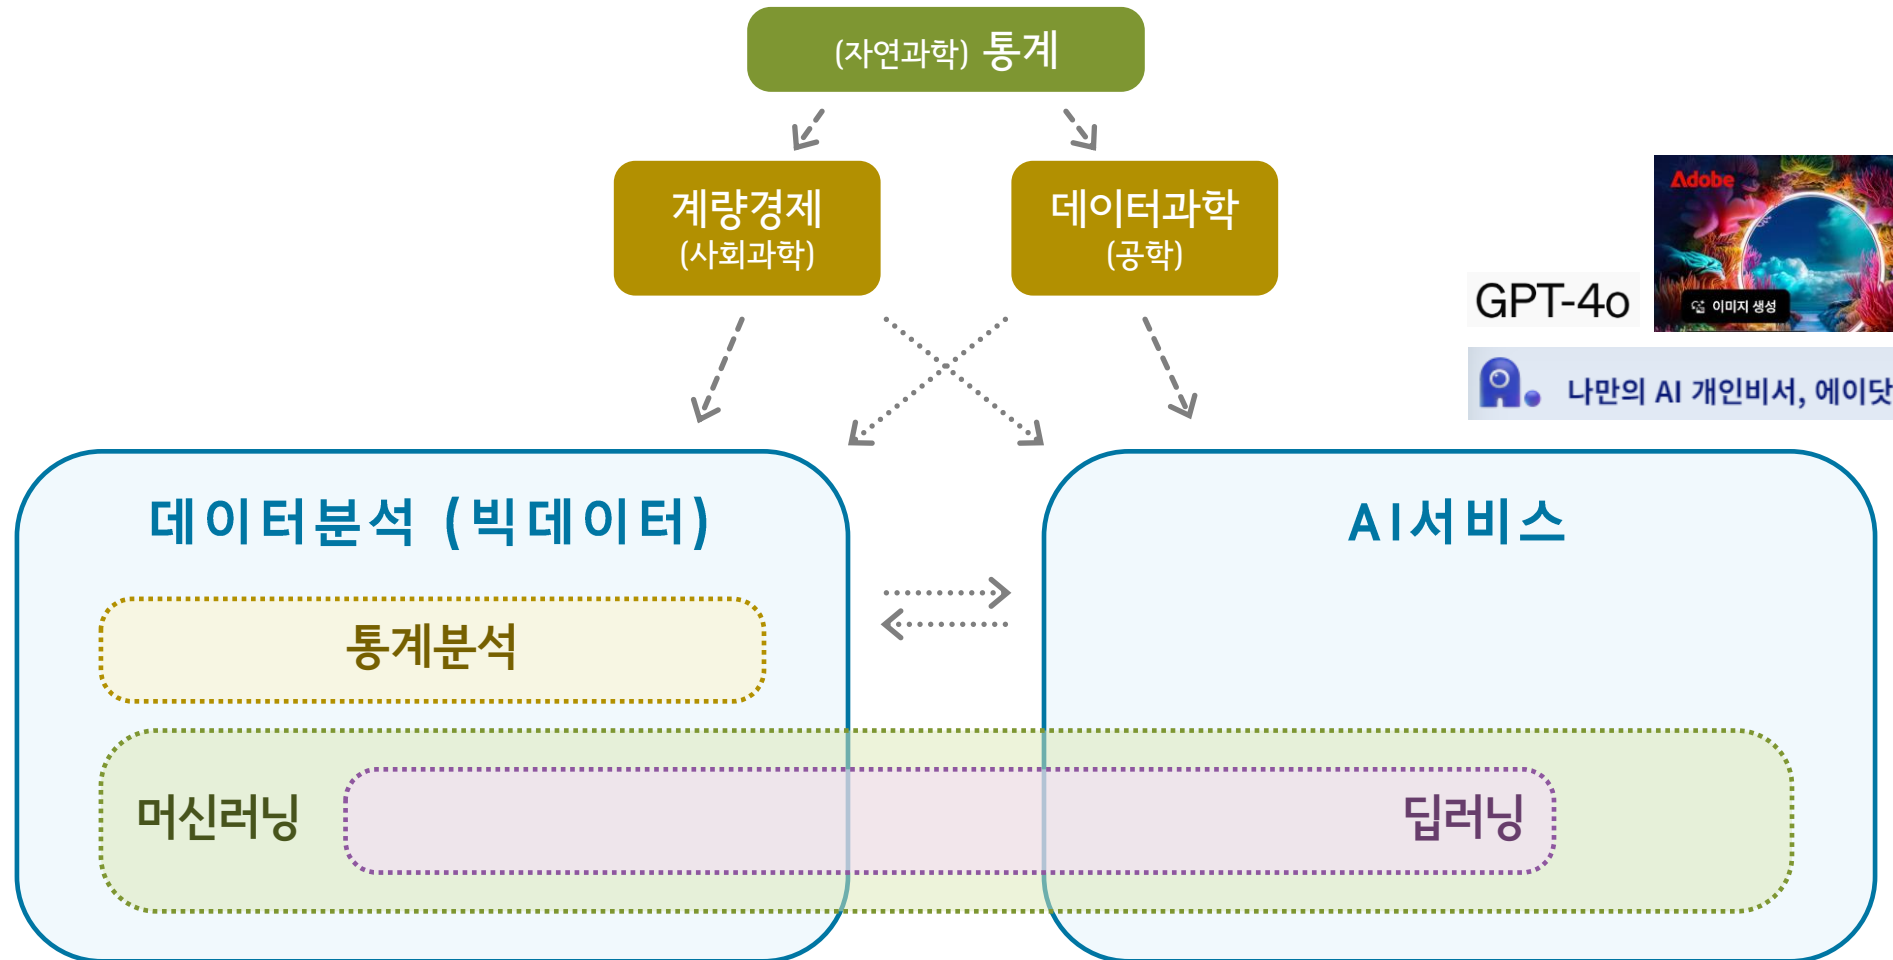 (자연과학) 통계
계량경제
(사회과학)
데이터과학
(공학)
Adobe
이미지 생성
GPT-4o
나만의 AI 개인비서, 에이닷
데이터분석 (빅데이터)
AI서비스
통계분석
머신러닝
딥러닝